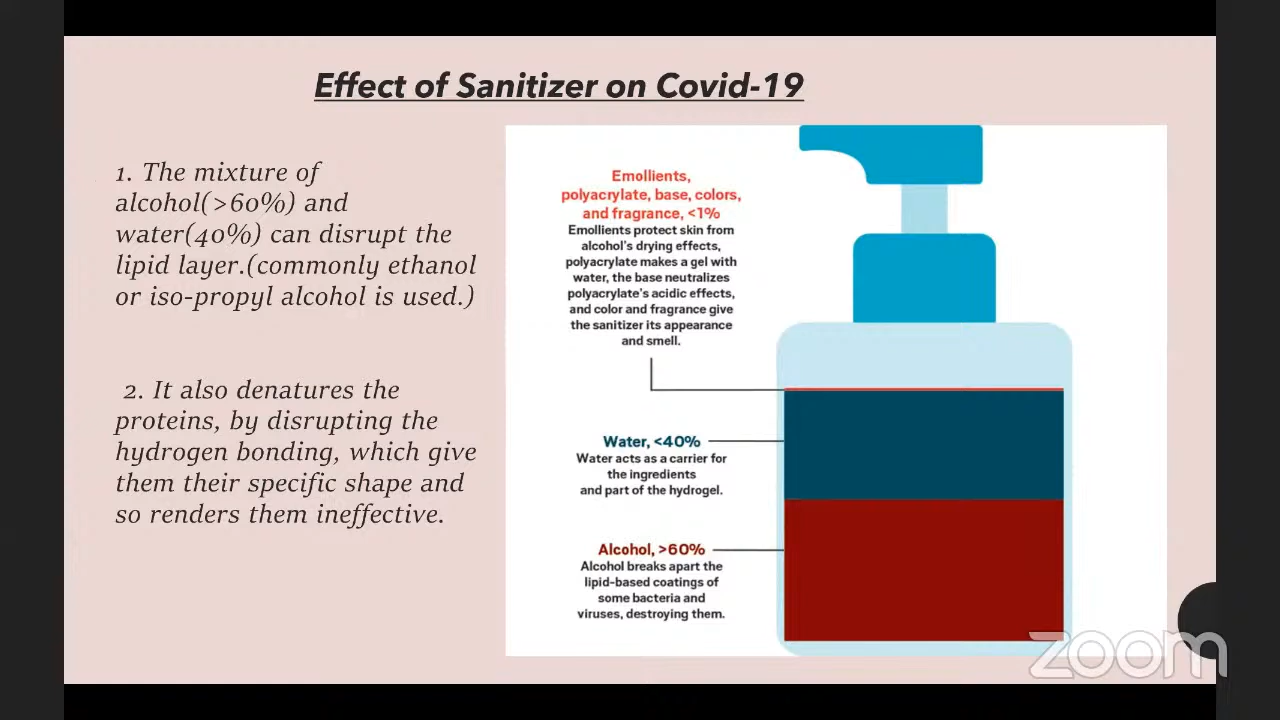 Effect of Sanitizer on Covid-19
1. The mixture of
alcohol(>60%) and
water(40%) can disrupt the
lipid layer.(commonly ethanol
or iso-propyl alcohol is used.)
2. It also denatures the
proteins, by disrupting the
hydrogen bonding, which give
them their specific shape and
so renders them ineffective.
Emollients,
polyacrylate, base, colors,
and fragrance, <1%
Emollients protect skin from
alcohol's drying effects,
polyacrylate makes a gel with
water, the base neutralizes
polyacrylate's acidic effects,
and color and fragrance give
the sanitizer its appearance
and smell.
Water, <40%
Water acts as a carrier for
the ingredients
and part of the hydrogel.
Alcohol, >60%
Alcohol breaks apart the
lipid-based coatings of
some bacteria and
viruses, destroying them.
zoom